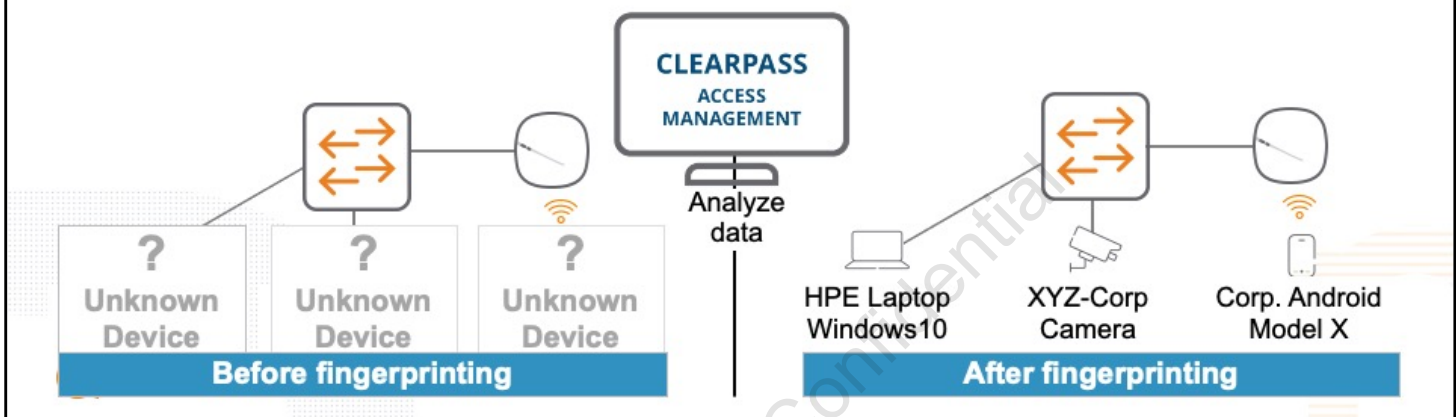 CLEARPASS
ACCESS
MANAGEMENT
Analyze
data
?
Unknown
Device
?
Unknown
Device
?
Unknown
Device
Before fingerprinting
HPE Laptop
Windows10
XYZ-Corp
Camera
Corp. Android
Model X
After fingerprinting
Confidential